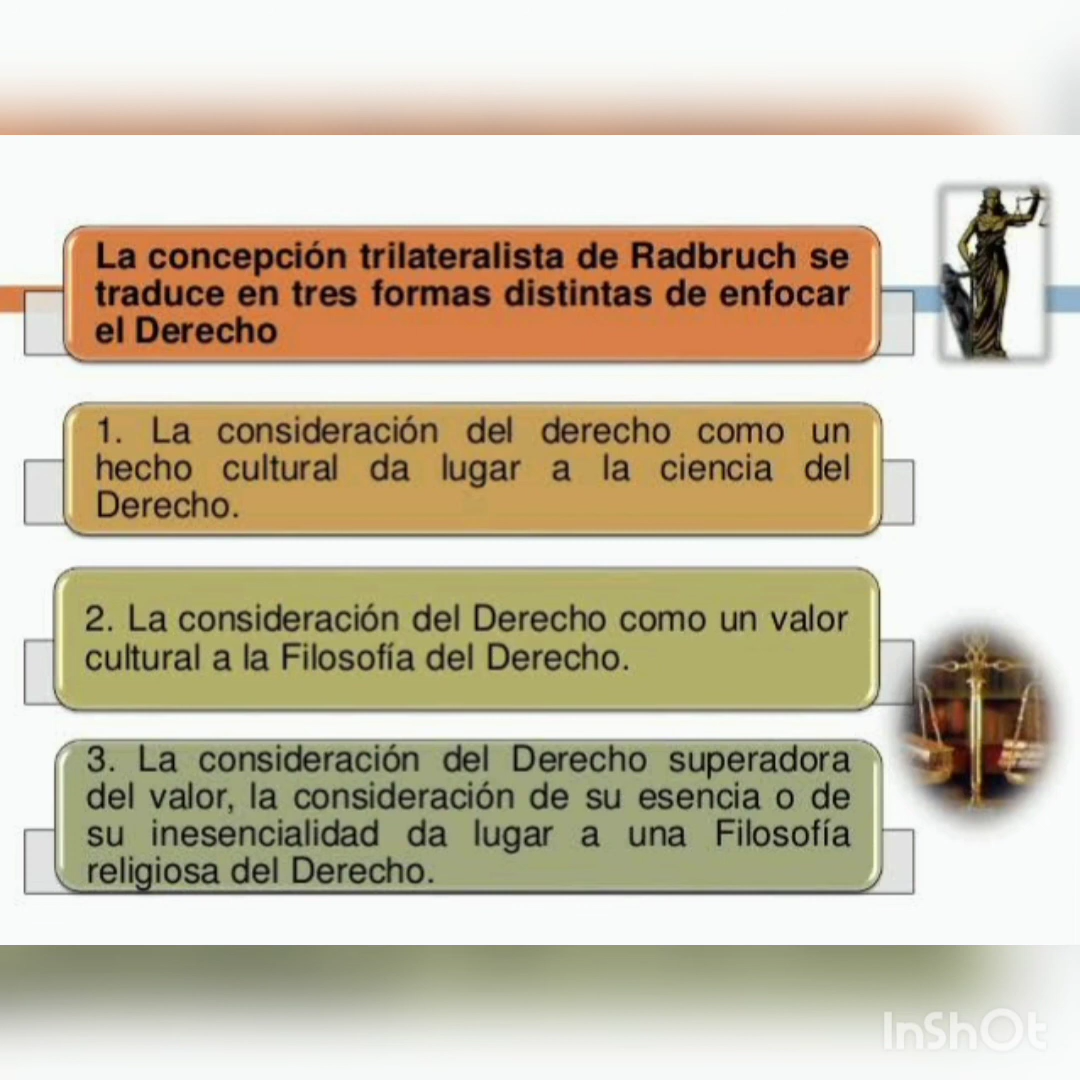 La concepción trilateralista de Radbruch se
traduce en tres formas distintas de enfocar
el Derecho
1. La consideración del derecho como un
hecho cultural da lugar a la ciencia del
Derecho.
2. La consideración del Derecho como un valor
cultural a la Filosofía del Derecho.
3. La consideración del Derecho superadora
del valor, la consideración de su esencia o de
su inesencialidad da lugar a una Filosofía
religiosa del Derecho.
InShOt